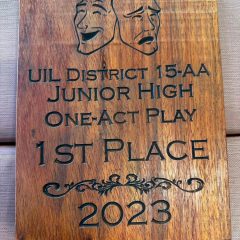 UIL District 15-AA
Junior High
One-Act Play
1st Place
2023